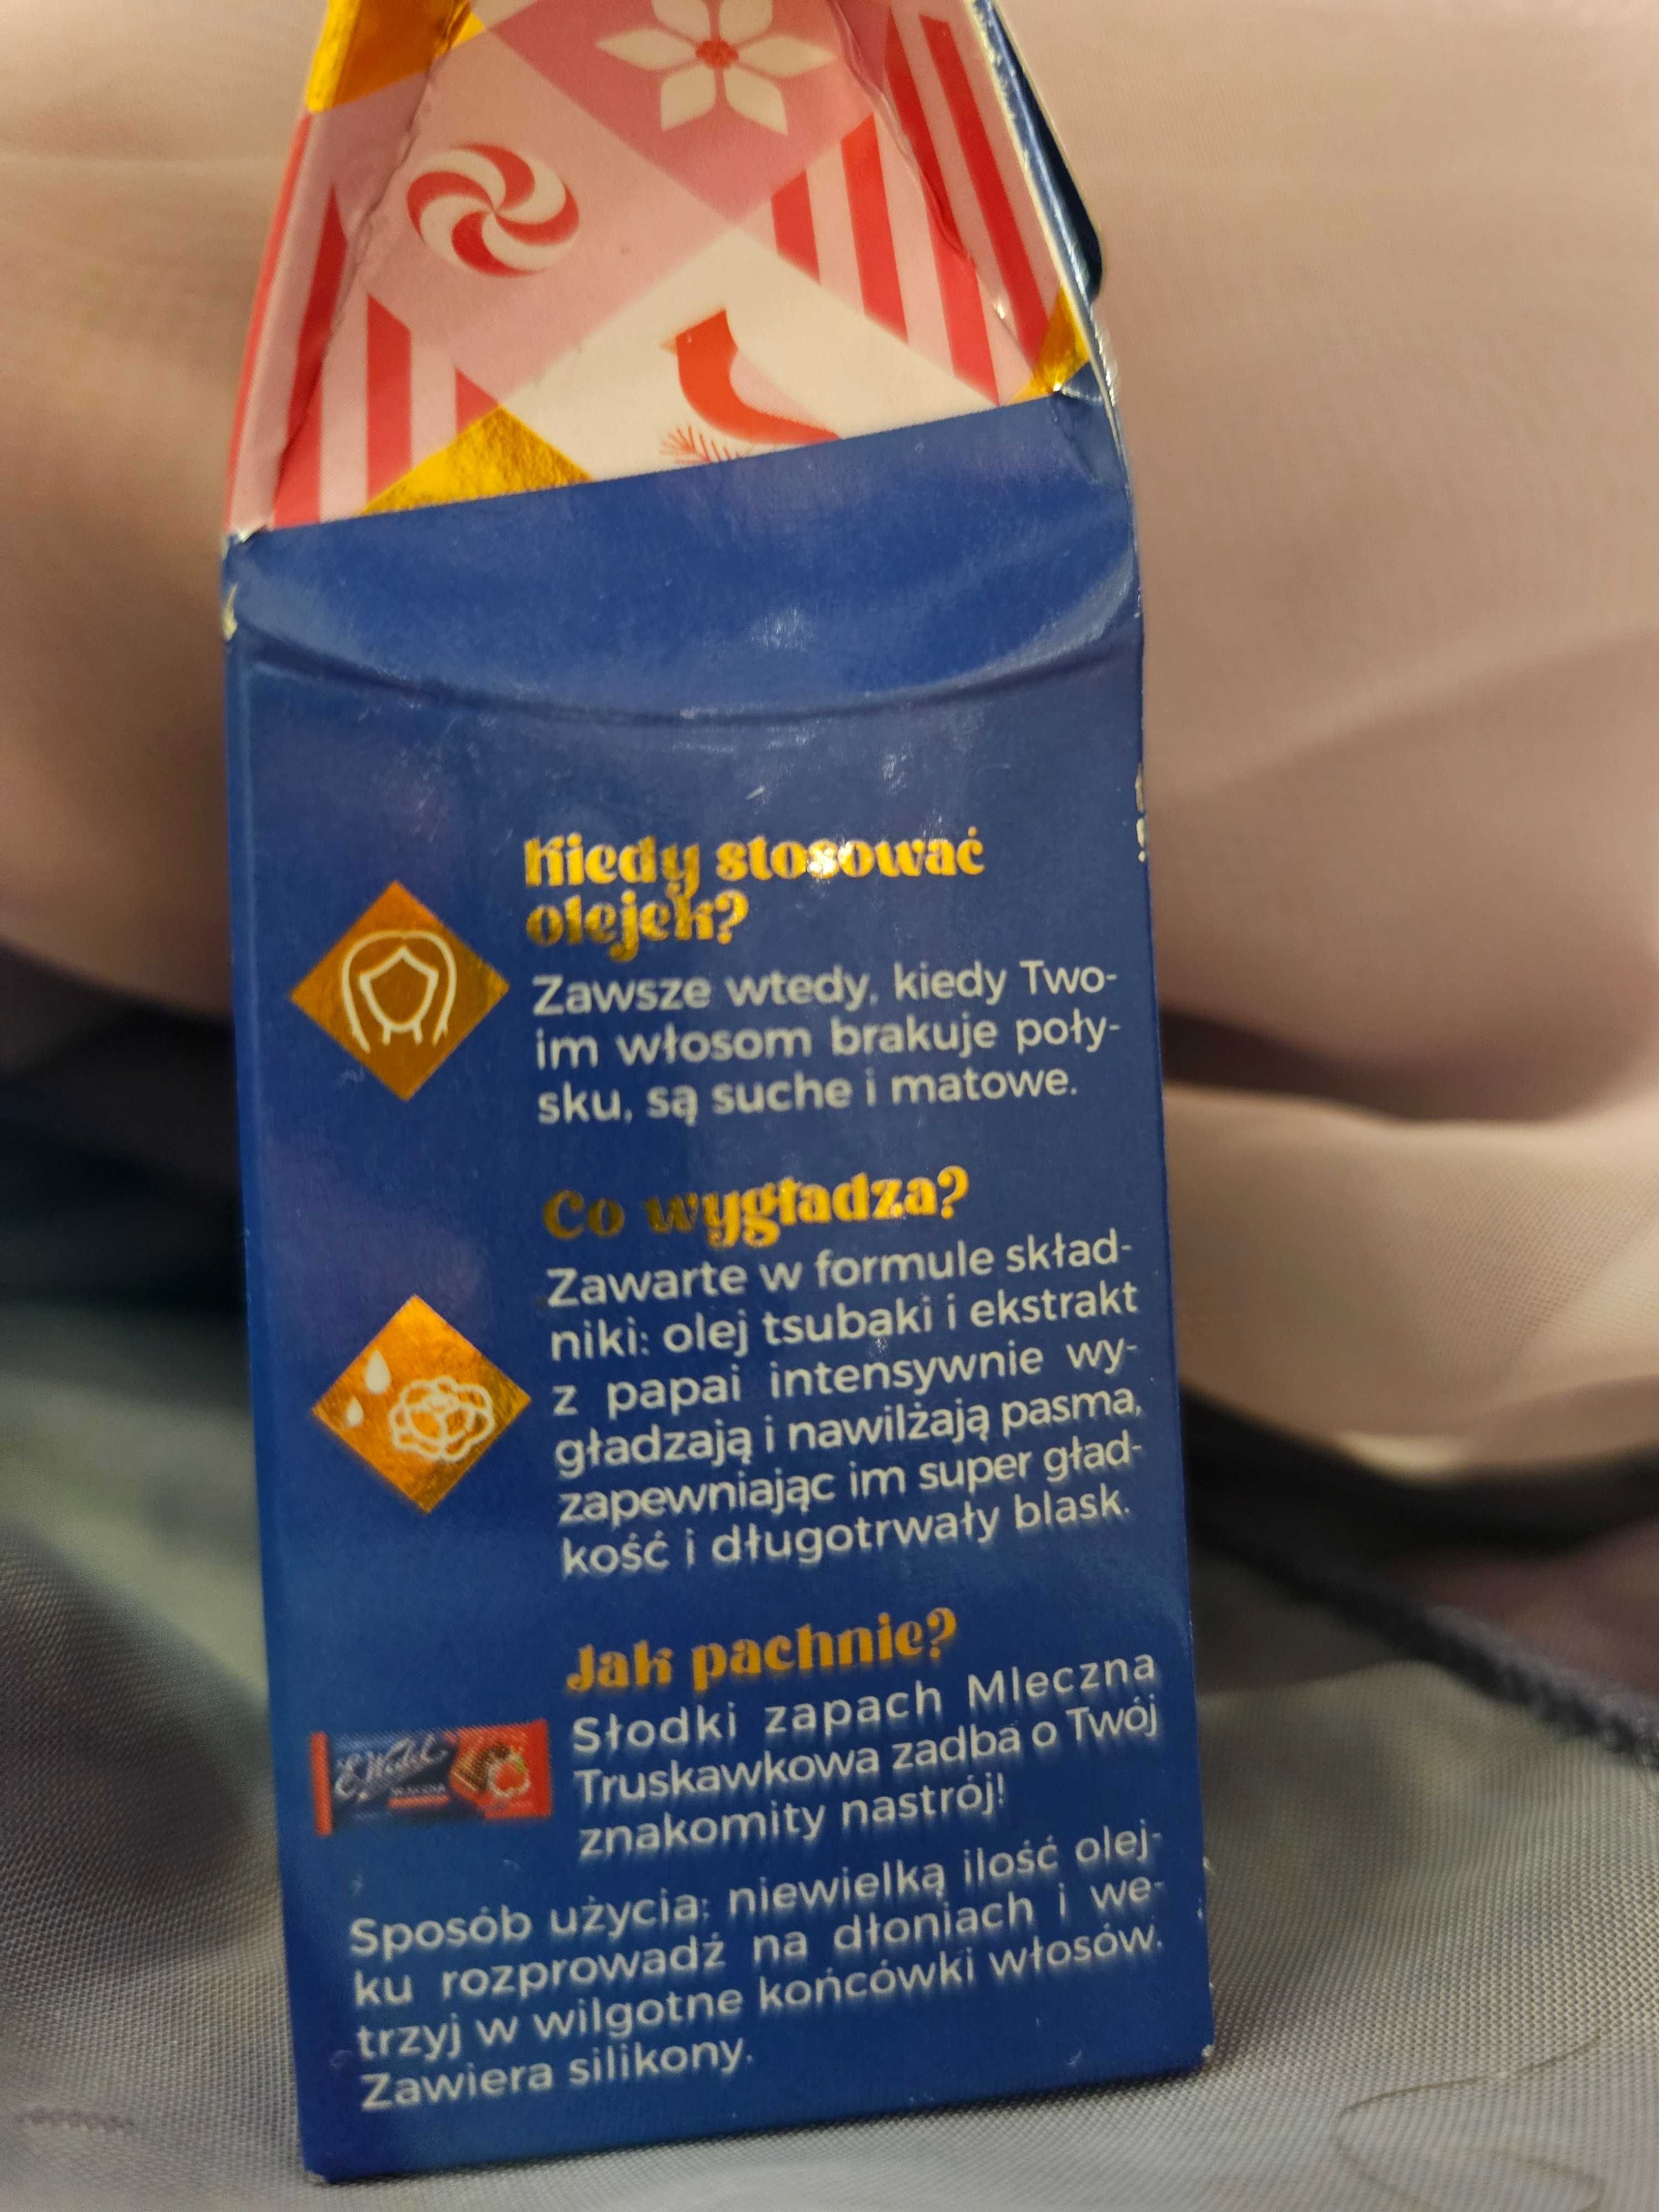 Kiedy stosować
olejek?
Zawsze wtedy, kiedy Two-
im włosom brakuje poły-
sku, są suche i matowe.
Co wygładza?
Zawarte w formule skład-
niki: olej tsubaki i ekstrakt
z papai intensywnie wy-
gładzają i nawilżają pasma,
zapewniając im super gład-
kość i długotrwały blask.
Jak pachnie?
Słodki zapach Mleczna
Truskawkowa zadba o Twój
znakomity nastrój!
E.Wedel
Sposób użycia: niewielką ilość olej-
ku rozprowadź na dłoniach i we-
trzyj w wilgotne końcówki włosów.
Zawiera silikony.